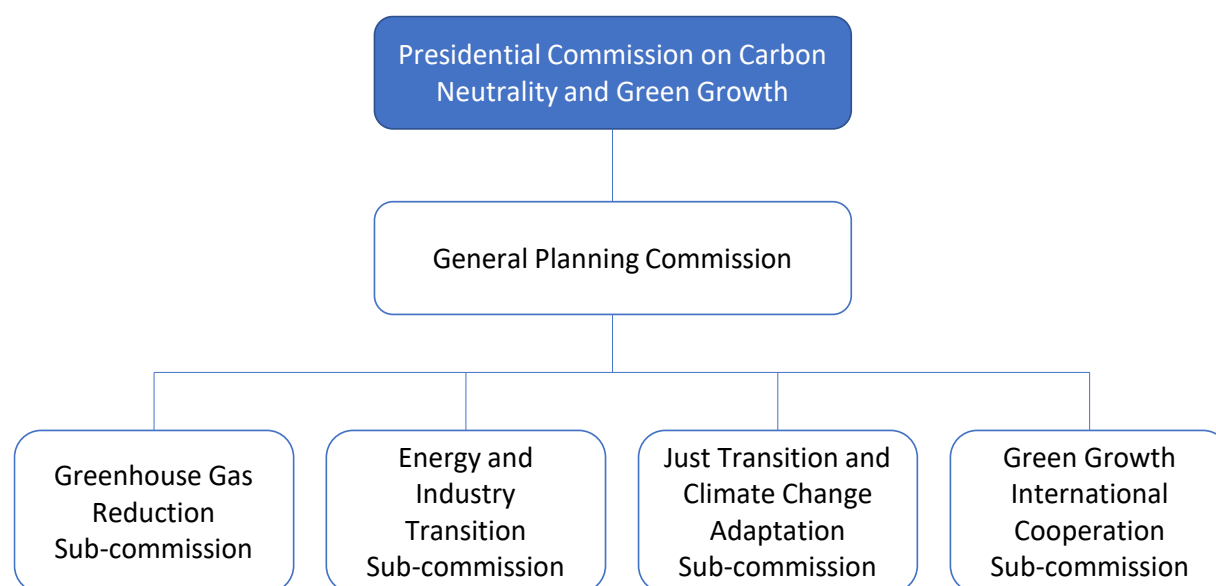 Presidential Commission on Carbon
Neutrality and Green Growth
General Planning Commission
Greenhouse Gas
Reduction
Sub-commission
Energy and
Industry
Transition
Sub-commission
Just Transition and
Climate Change
Adaptation
Sub-commission
Green Growth
International
Cooperation
Sub-commission